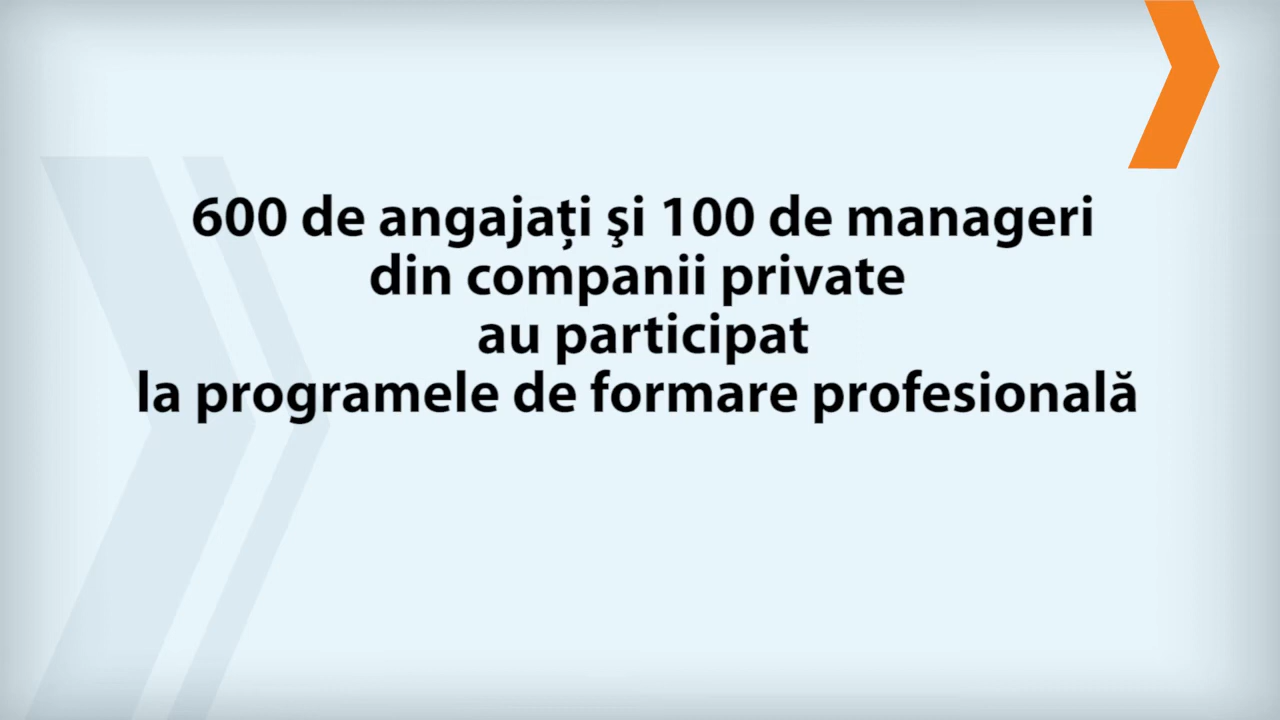 600 de angajați şi 100 de manageri
din companii private
au participat
la programele de formare profesională